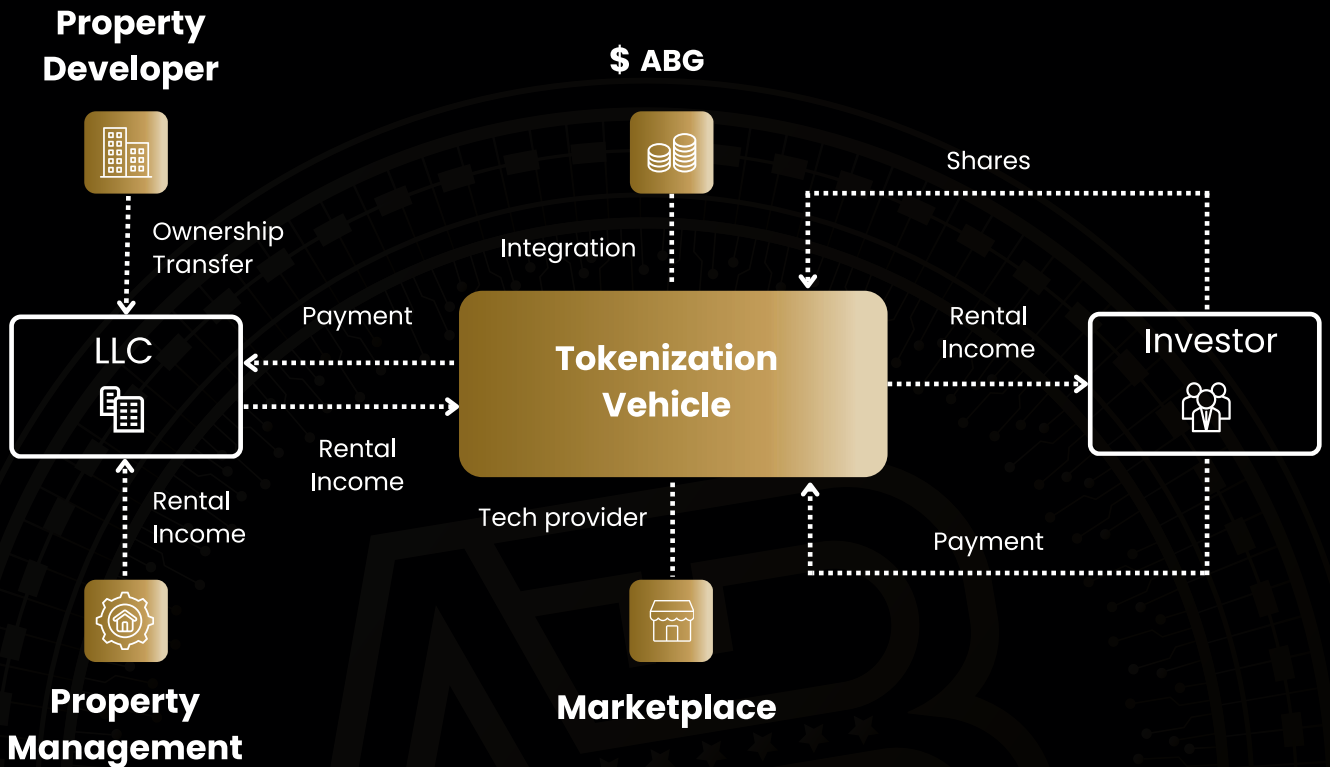 Property
Developer
$ ABG
Shares
Ownership
Transfer
Integration
Payment
Rental
Income
LLC
Tokenization
Vehicle
Investor
Rental
Income
Rental
Income
Tech provider
Payment
Property
Management
Marketplace